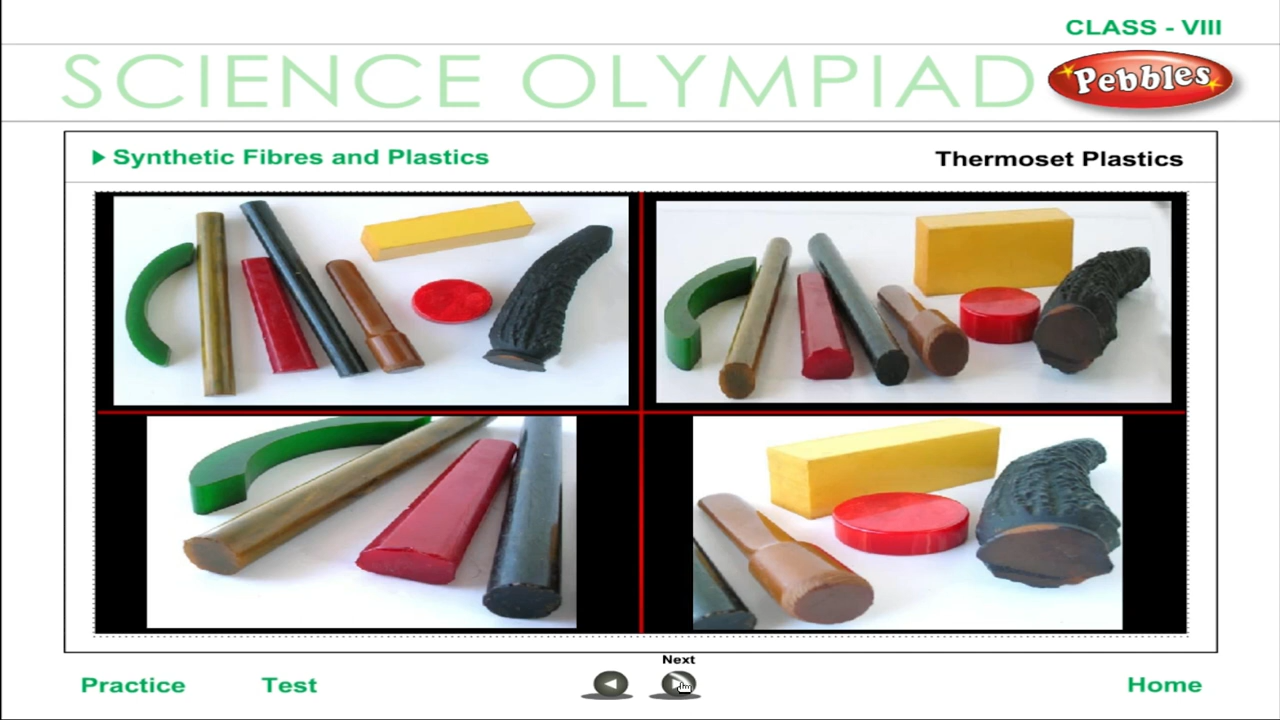 CLASS - VIII
SCIENCE OLYMPIAD
Pebbles
Synthetic Fibres and Plastics
Thermoset Plastics
Next
Practice
Test
Home